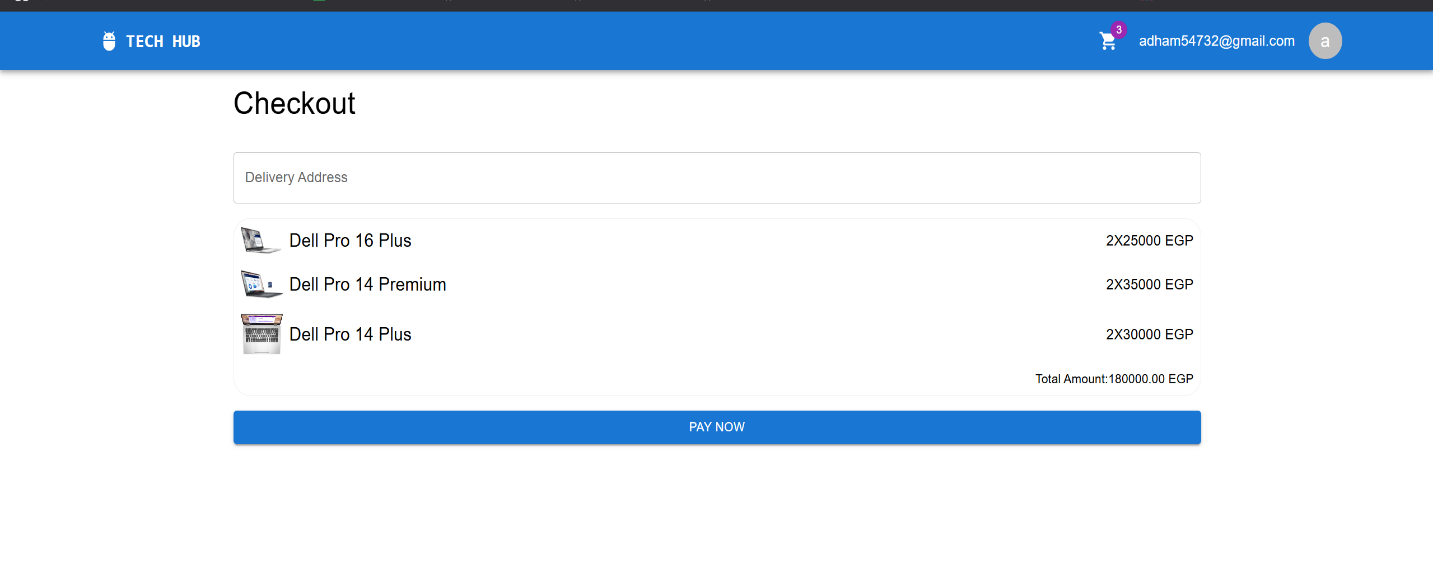 TECH HUB
3
adham54732@gmail.com
a
Checkout
Delivery Address
Dell Pro 16 Plus
2X25000 EGP
Dell Pro 14 Premium
2X35000 EGP
Dell Pro 14 Plus
2X30000 EGP
Total Amount:180000.00 EGP
PAY NOW